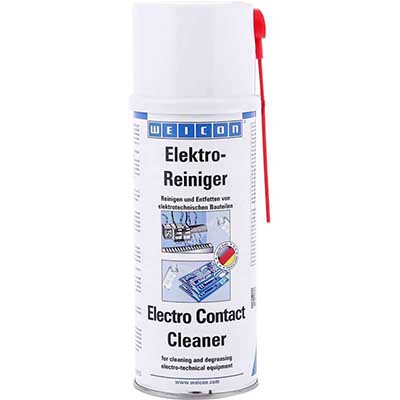 WEICON
Elektro-
Reiniger
Reinigen und Entfetten von
elektrotechnischen Bauteilen
Electro Contact
Cleaner
for cleaning and degreasing
electro-technical equipment
www.weicon.com